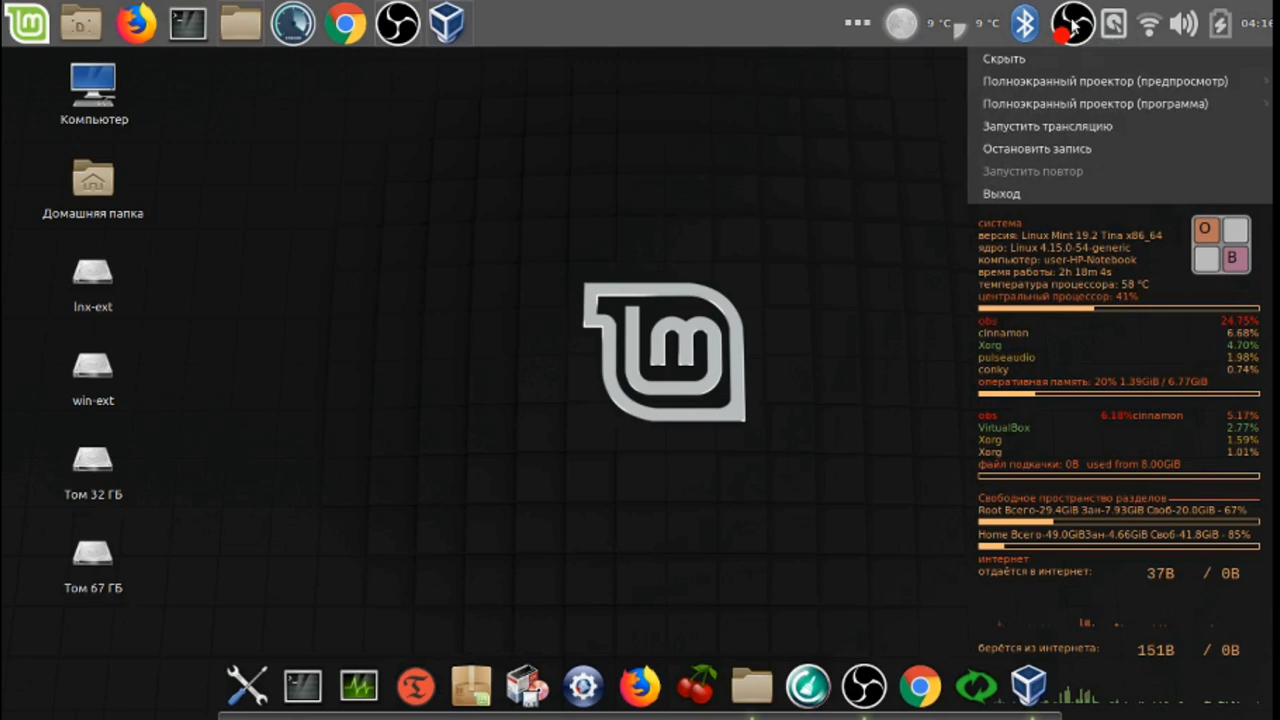 9 °C
9 °C
04:16
Скрыть
Полноэкранный проектор (предпросмотр)
Полноэкранный проектор (программа)
Запустить трансляцию
Остановить запись
Запустить повтор
Выход
Компьютер
Домашняя папка
lnx-ext
win-ext
Том 32 ГБ
Том 67 ГБ
система
версия: Linux Mint 19.2 Tina x86_64
ядро: Linux 4.15.0-54-generic
компьютер: user-HP-Notebook
время работы: 2h 18m 4s
температура процессора: 58 °C
центральный процессор: 41%
O
B
obs 24.75%
cinnamon 6.68%
Xorg 4.70%
pulseaudio 1.98%
conky 0.74%
оперативная память: 20% 1.39GiB / 6.77GiB
obs 6.18%cinnamon 5.17%
VirtualBox 2.77%
Xorg 1.59%
Xorg 1.01%
файл подкачки: 0B used from 8.00GiB
Свободное пространство разделов
Root Всего-29.4GiB Зан-7.93GiB Своб-20.0GiB - 67%
Home Всего-49.0GiBЗан-4.66GiB Своб-41.8GiB - 85%
интернет
отдаётся в интернет: 37B / 0B
берётся из интернета: 151B / 0B